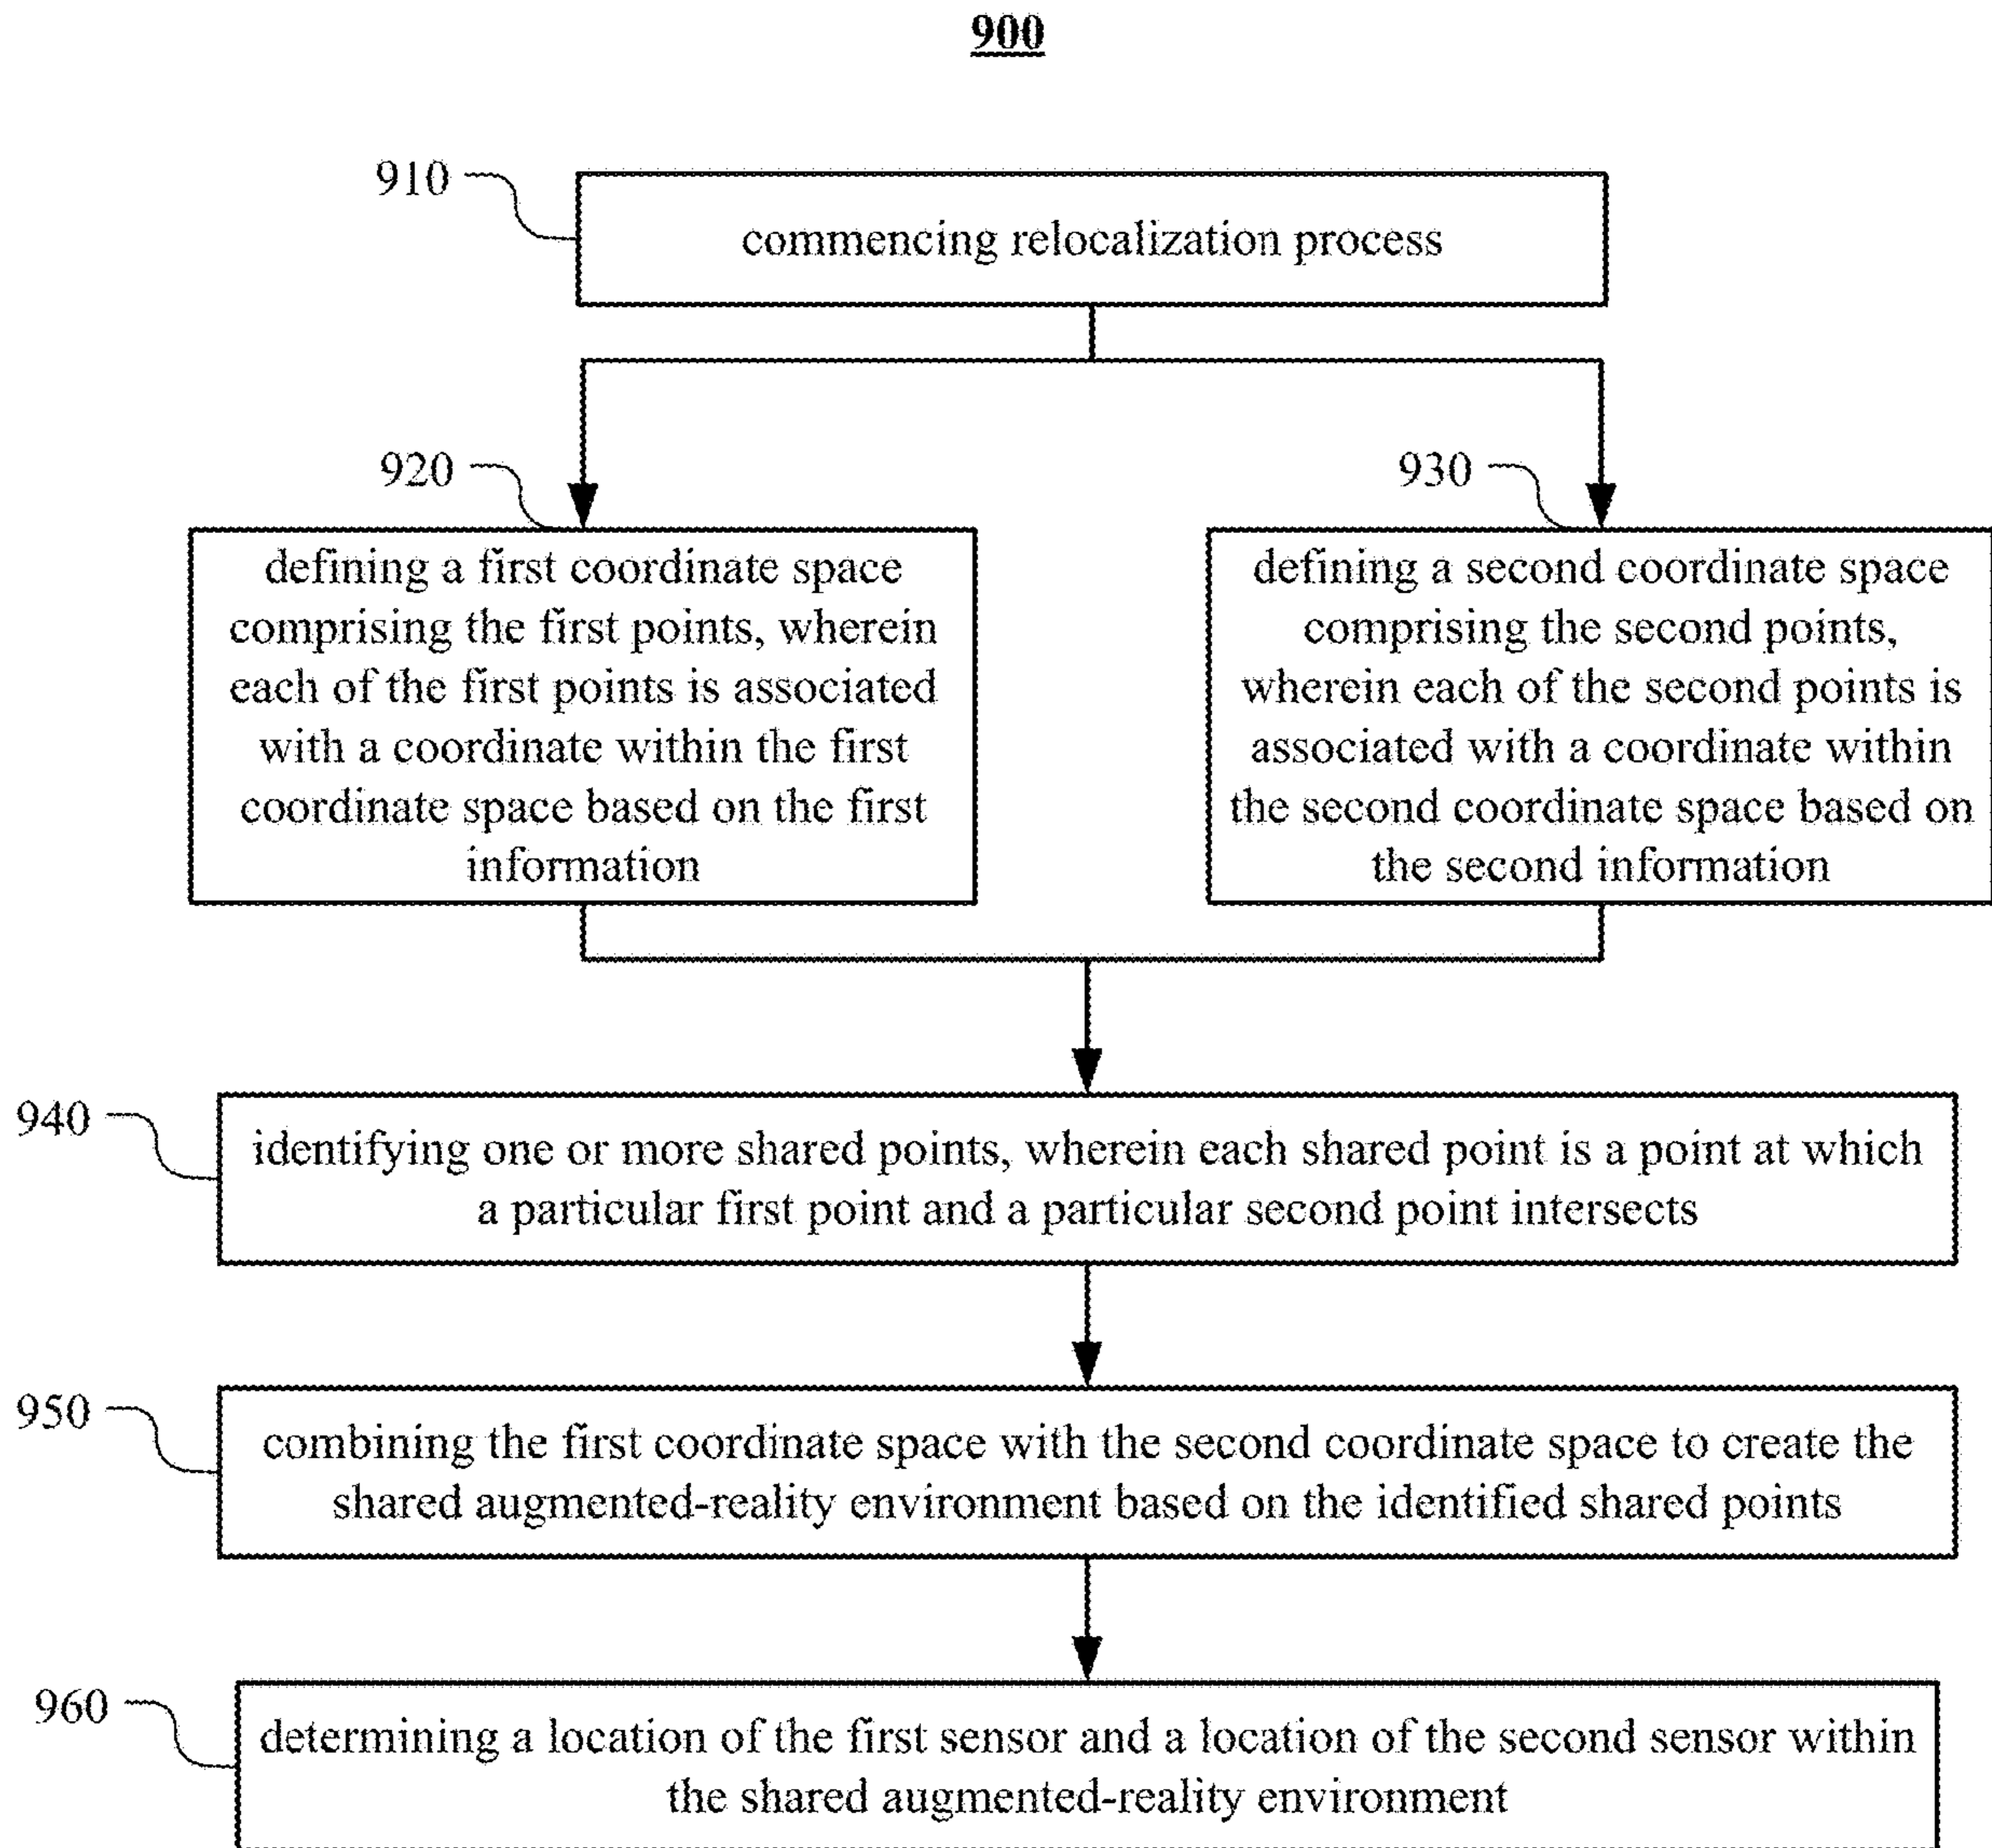 900
910
commencing relocalization process
920
defining a first coordinate space
comprising the first points, wherein
each of the first points is associated
with a coordinate within the first
coordinate space based on the first
information
930
defining a second coordinate space
comprising the second points,
wherein each of the second points is
associated with a coordinate within
the second coordinate space based on
the second information
940
identifying one or more shared points, wherein each shared point is a point at which
a particular first point and a particular second point intersects
950
combining the first coordinate space with the second coordinate space to create the
shared augmented-reality environment based on the identified shared points
960
determining a location of the first sensor and a location of the second sensor within
the shared augmented-reality environment